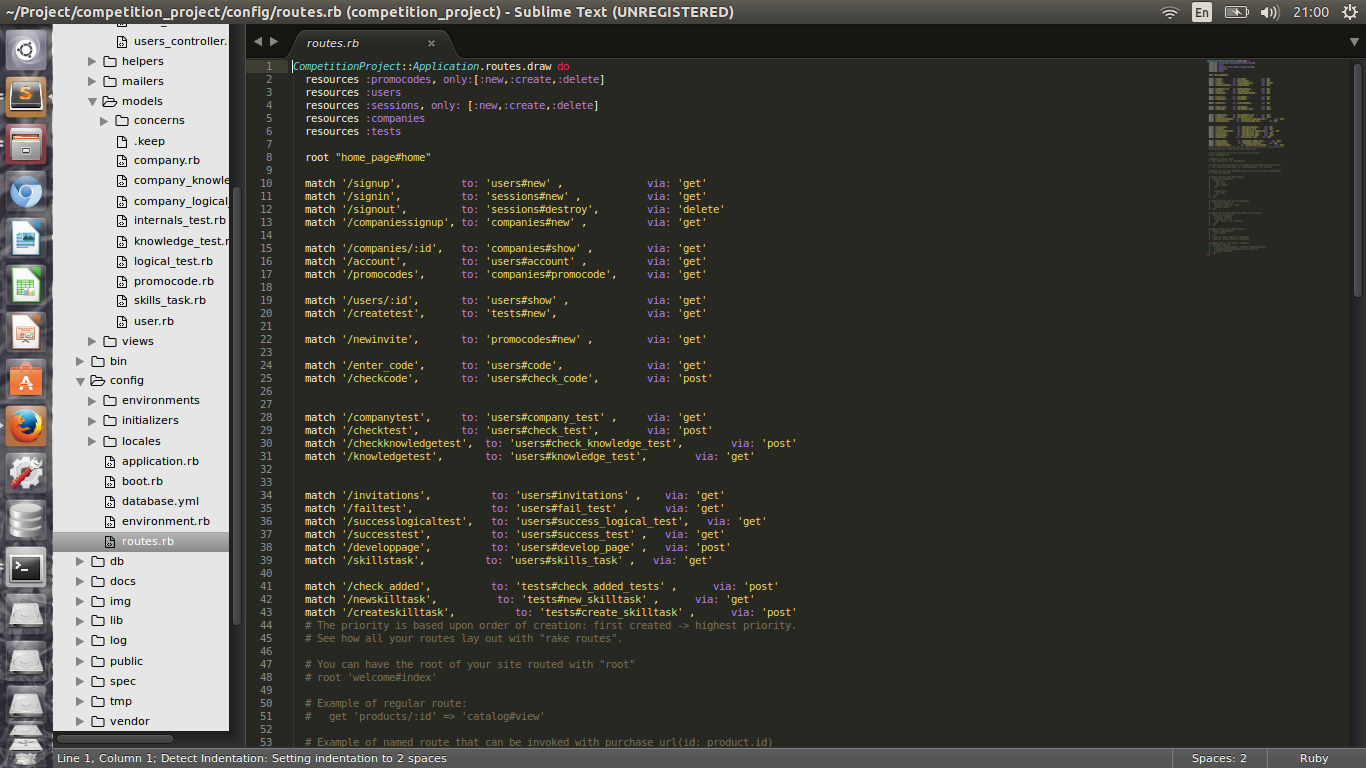 ~/Project/competition_project/config/routes.rb (competition_project) - Sublime Text (UNREGISTERED)
En
21:00
users_controller.
helpers
mailers
models
concerns
.keep
company.rb
company_knowle
company_logical_
internals_test.rb
knowledge_test.r
logical_test.rb
promocode.rb
skills_task.rb
user.rb
views
bin
config
environments
initializers
locales
application.rb
boot.rb
database.yml
environment.rb
routes.rb
db
docs
img
lib
log
public
spec
tmp
vendor
routes.rb ×
1 CompetitionProject::Application.routes.draw do
2 resources :promocodes, only:[:new,:create,:delete]
3 resources :users
4 resources :sessions, only: [:new,:create,:delete]
5 resources :companies
6 resources :tests
7
8 root "home_page#home"
9
10 match '/signup', to: 'users#new' , via: 'get'
11 match '/signin', to: 'sessions#new' , via: 'get'
12 match '/signout', to: 'sessions#destroy', via: 'delete'
13 match '/companiessignup', to: 'companies#new' , via: 'get'
14
15 match '/companies/:id', to: 'companies#show' , via: 'get'
16 match '/account', to: 'users#account' , via: 'get'
17 match '/promocodes', to: 'companies#promocode', via: 'get'
18
19 match '/users/:id', to: 'users#show' , via: 'get'
20 match '/createtest', to: 'tests#new', via: 'get'
21
22 match '/newinvite', to: 'promocodes#new' , via: 'get'
23
24 match '/enter_code', to: 'users#code', via: 'get'
25 match '/checkcode', to: 'users#check_code', via: 'post'
26
27
28 match '/companytest', to: 'users#company_test' , via: 'get'
29 match '/checktest', to: 'users#check_test', via: 'post'
30 match '/checkknowledgetest', to: 'users#check_knowledge_test', via: 'post'
31 match '/knowledgetest', to: 'users#knowledge_test', via: 'get'
32
33
34 match '/invitations', to: 'users#invitations' , via: 'get'
35 match '/failtest', to: 'users#fail_test' , via: 'get'
36 match '/successlogicaltest', to: 'users#success_logical_test', via: 'get'
37 match '/successtest', to: 'users#success_test' , via: 'get'
38 match '/developpage', to: 'users#develop_page' , via: 'post'
39 match '/skillstask', to: 'users#skills_task' , via: 'get'
40
41 match '/check_added', to: 'tests#check_added_tests' , via: 'post'
42 match '/newskilltask', to: 'tests#new_skilltask' , via: 'get'
43 match '/createskilltask', to: 'tests#create_skilltask' , via: 'post'
44 # The priority is based upon order of creation: first created -> highest priority.
45 # See how all your routes lay out with "rake routes".
46
47 # You can have the root of your site routed with "root"
48 # root 'welcome#index'
49
50 # Example of regular route:
51 # get 'products/:id' => 'catalog#view'
52
53 # Example of named route that can be invoked with purchase_url(id: product.id)
Line 1, Column 1; Detect Indentation: Setting indentation to 2 spaces
Spaces: 2
Ruby